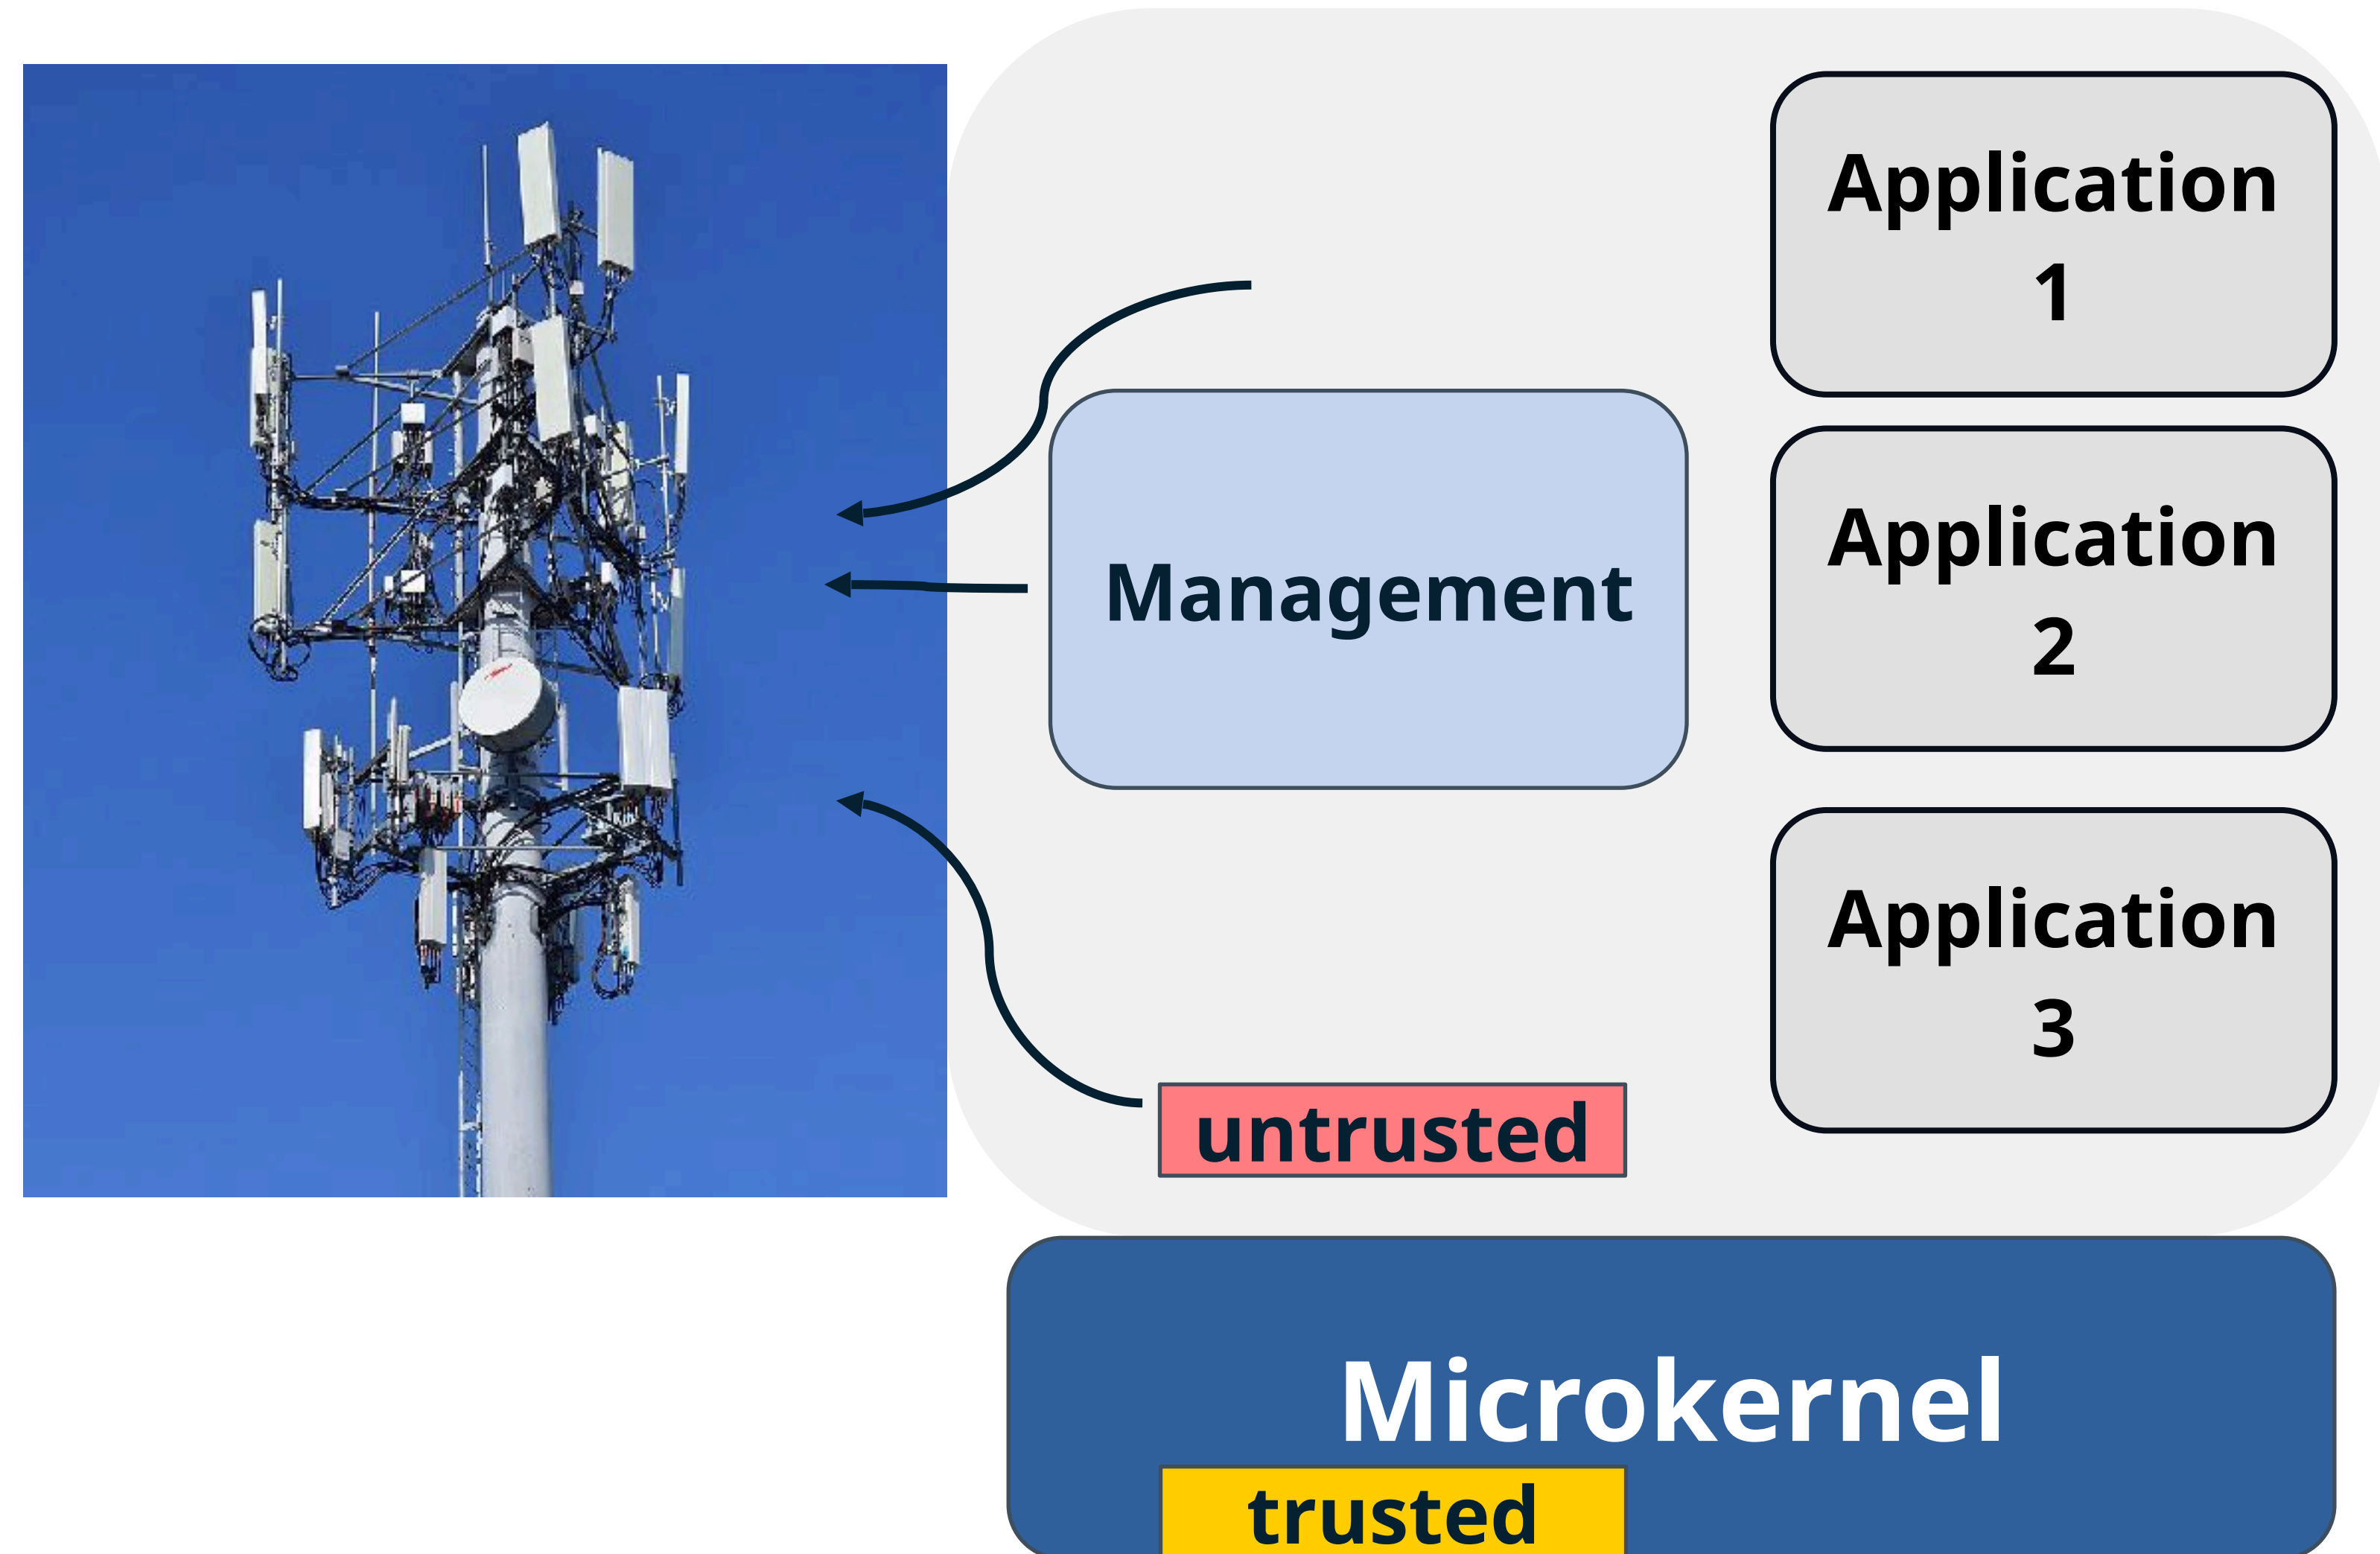 Application
1
Application
2
Management
Application
3
untrusted
Microkernel
trusted